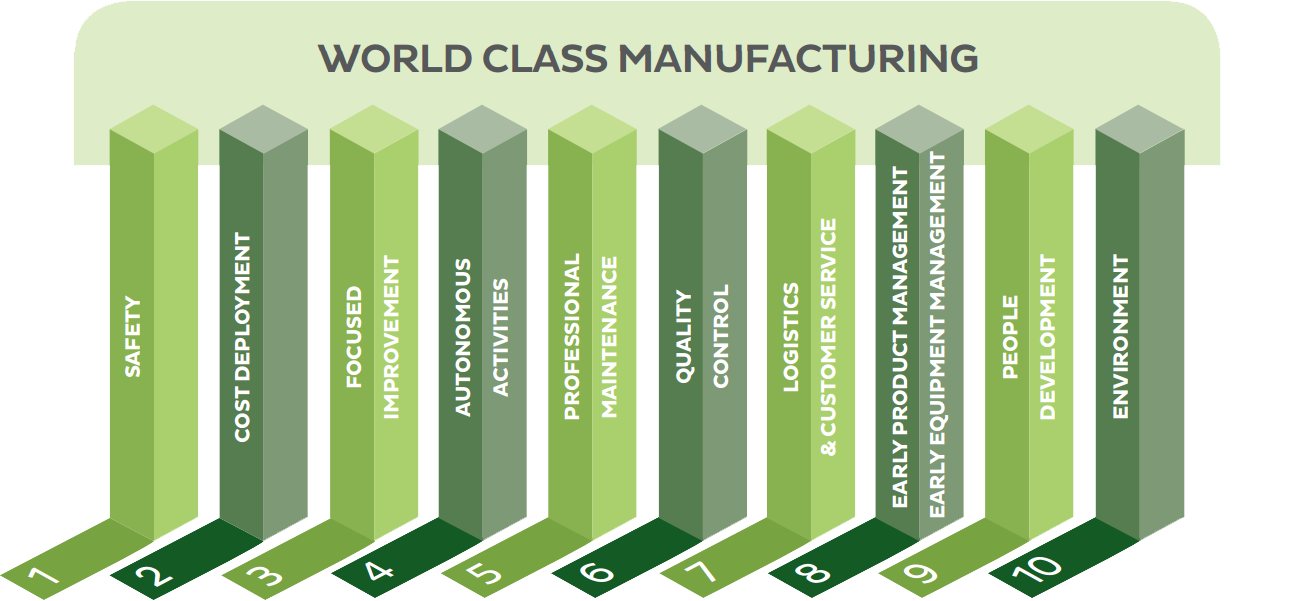 WORLD CLASS MANUFACTURING
SAFETY
COST DEPLOYMENT
FOCUSED
IMPROVEMENT
AUTONOMOUS
ACTIVITIES
PROFESSIONAL
MAINTENANCE
QUALITY
CONTROL
LOGISTICS
& CUSTOMER SERVICE
EARLY PRODUCT MANAGEMENT
EARLY EQUIPMENT MANAGEMENT
PEOPLE
DEVELOPMENT
ENVIRONMENT
1
2
3
4
5
6
7
8
9
10